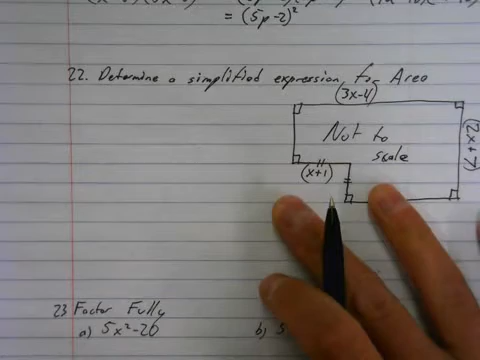 = (5p-2)²
22. Determine a simplified expression for Area
(3x-4)
Not to
scale
(2x+7)
(x+1)
23 Factor Fully
a) 5x²-20
b) 5